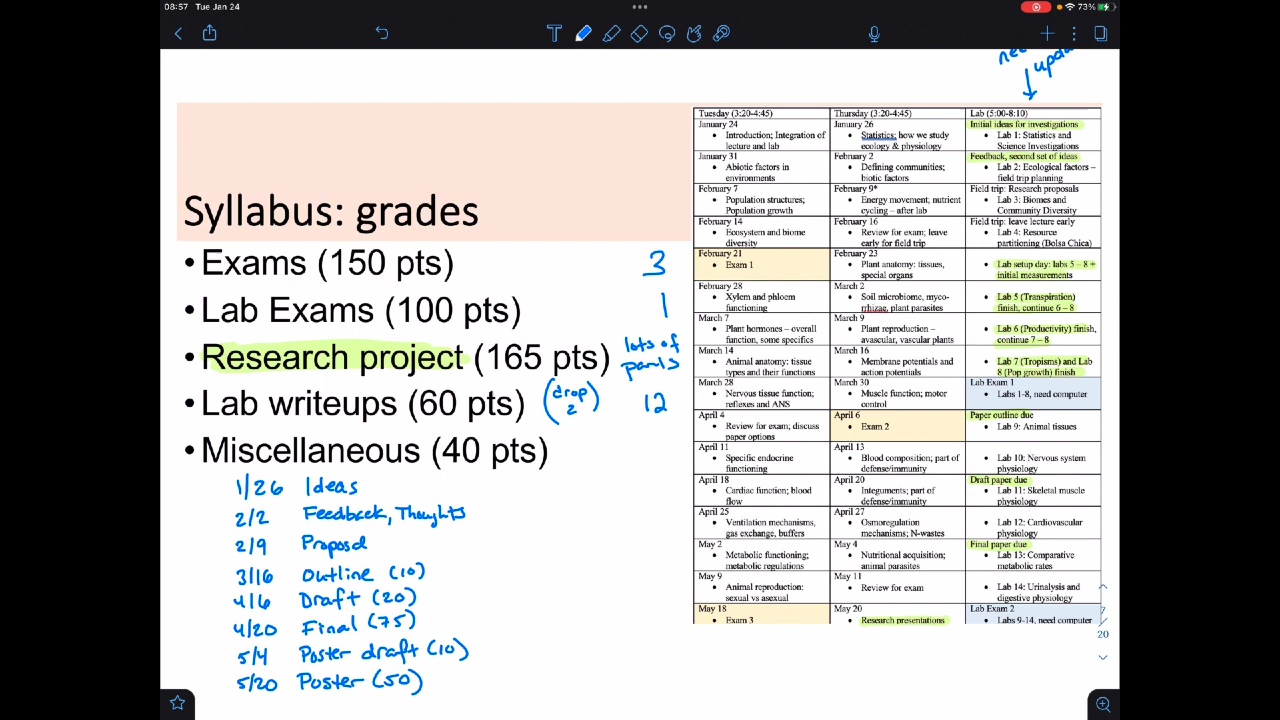 08:57 Tue Jan 24
73%
update
Syllabus: grades
• Exams (150 pts) 3
• Lab Exams (100 pts) 1
• Research project (165 pts) lots of parts
• Lab writeups (60 pts) (drop 2) 12
• Miscellaneous (40 pts)
1/26 Ideas
2/2 Feedback, Thoughts
2/9 Proposal
3/16 Outline (10)
4/6 Draft (20)
4/20 Final (75)
5/4 Poster draft (10)
5/20 Poster (50)
Tuesday (3:20-4:45) Thursday (3:20-4:45) Lab (5:00-8:10)
January 24 January 26 Initial ideas for investigations
• Introduction; Integration of • Statistics: how we study • Lab 1: Statistics and
lecture and lab ecology & physiology Science Investigations
January 31 February 2 Feedback, second set of ideas
• Abiotic factors in • Defining communities; • Lab 2: Ecological factors –
environments biotic factors field trip planning
February 7 February 9* Field trip: Research proposals
• Population structures; • Energy movement; nutrient • Lab 3: Biomes and
Population growth cycling – after lab Community Diversity
February 14 February 16 Field trip: leave lecture early
• Ecosystem and biome • Review for exam; leave • Lab 4: Resource
diversity early for field trip partitioning (Bolsa Chica)
February 21 February 23
• Exam 1 • Plant anatomy: tissues, • Lab setup day: labs 5 – 8 +
special organs initial measurements
February 28 March 2
• Xylem and phloem • Soil microbiome, myco- • Lab 5 (Transpiration)
functioning rrhizae, plant parasites finish, continue 6 – 8
March 7 March 9
• Plant hormones – overall • Plant reproduction – • Lab 6 (Productivity) finish,
function, some specifics avascular, vascular plants continue 7 – 8
March 14 March 16
• Animal anatomy: tissue • Membrane potentials and • Lab 7 (Tropisms) and Lab
types and their functions action potentials 8 (Pop growth) finish
March 28 March 30 Lab Exam 1
• Nervous tissue function; • Muscle function; motor • Labs 1-8, need computer
reflexes and ANS control
April 4 April 6 Paper outline due
• Review for exam; discuss • Exam 2 • Lab 9: Animal tissues
paper options
April 11 April 13
• Specific endocrine • Blood composition; part of • Lab 10: Nervous system
functioning defense/immunity physiology
April 18 April 20 Draft paper due
• Cardiac function; blood • Integuments; part of • Lab 11: Skeletal muscle
flow defense/immunity physiology
April 25 April 27
• Ventilation mechanisms, • Osmoregulation • Lab 12: Cardiovascular
gas exchange, buffers mechanisms; N-wastes physiology
May 2 May 4 Final paper due
• Metabolic functioning; • Nutritional acquisition; • Lab 13: Comparative
metabolic regulations animal parasites metabolic rates
May 9 May 11
• Animal reproduction: • Review for exam • Lab 14: Urinalysis and
sexual vs asexual digestive physiology
May 18 May 20 Lab Exam 2
• Exam 3 • Research presentations • Labs 9-14, need computer
7
/
20